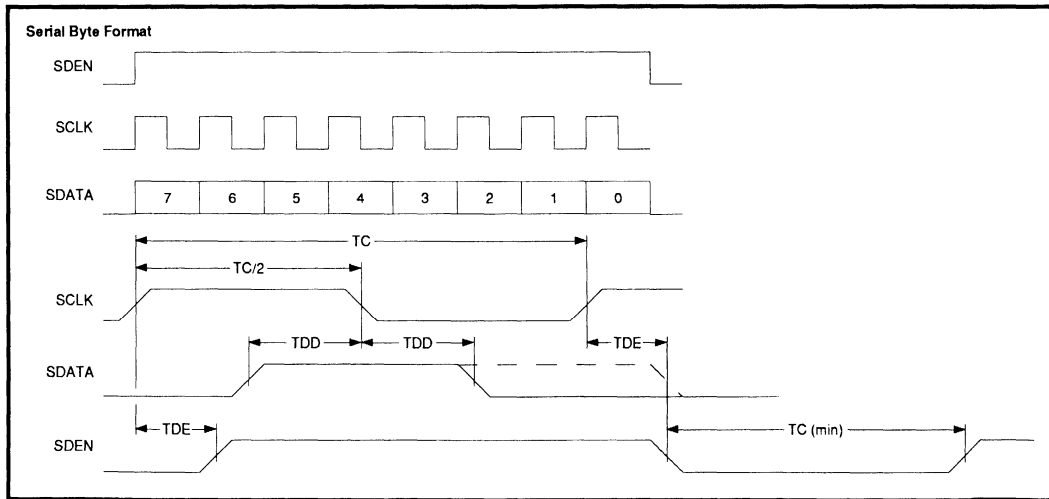 Serial Byte Format
SDEN
SCLK
SDATA
7 6 5 4 3 2 1 0
TC
TC/2
SCLK
TDD TDD TDE
SDATA
TDE TC (min)
SDEN